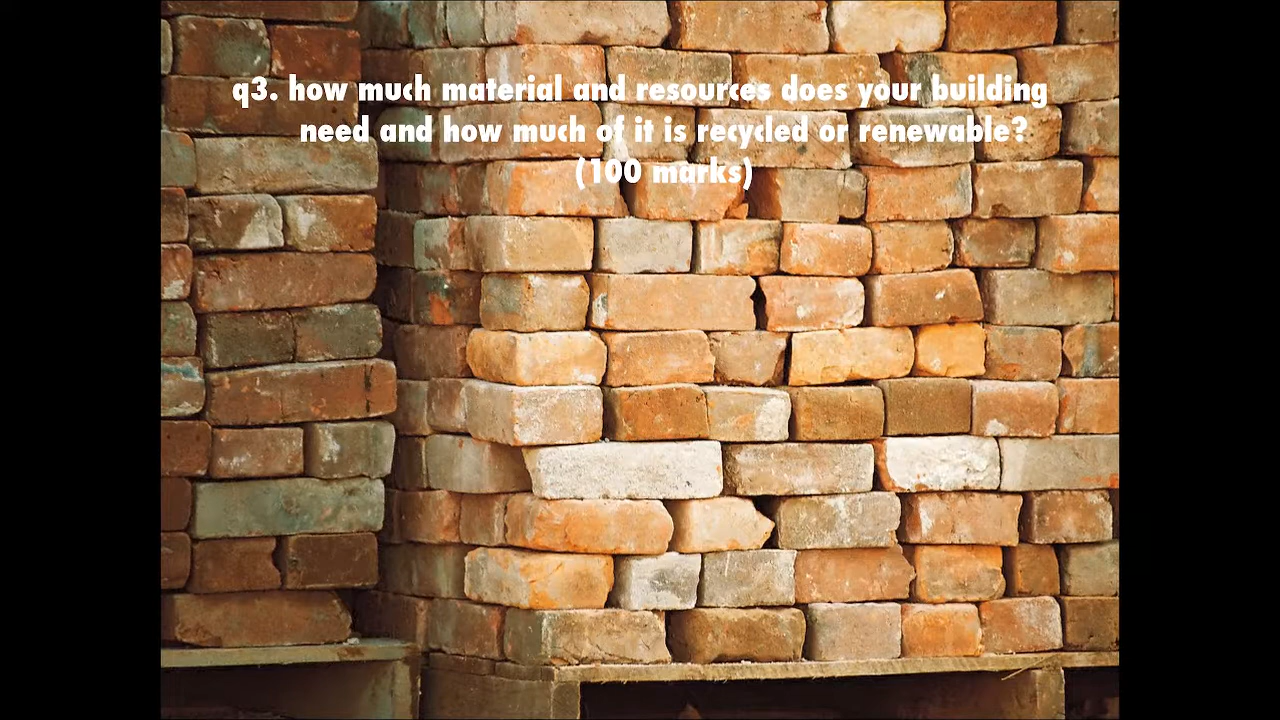 q3. how much material and resources does your building
need and how much of it is recycled or renewable?
(100 marks)